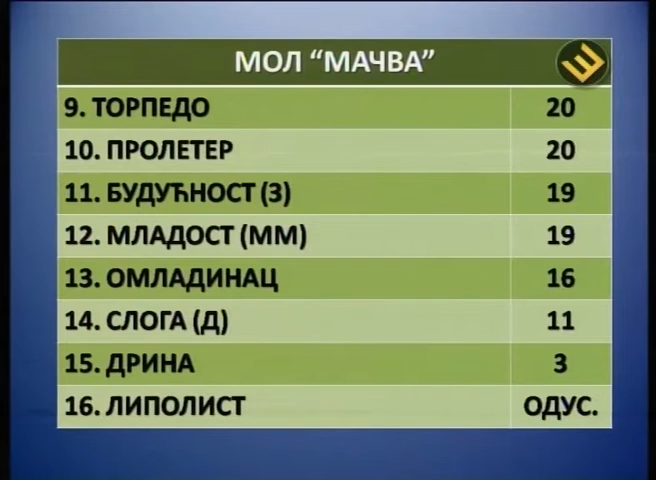 МОЛ “МАЧВА”
9. ТОРПЕДО 20
10. ПРОЛЕТЕР 20
11. БУДУЋНОСТ (З) 19
12. МЛАДОСТ (ММ) 19
13. ОМЛАДИНАЦ 16
14. СЛОГА (Д) 11
15. ДРИНА 3
16. ЛИПОЛИСТ ОДУС.